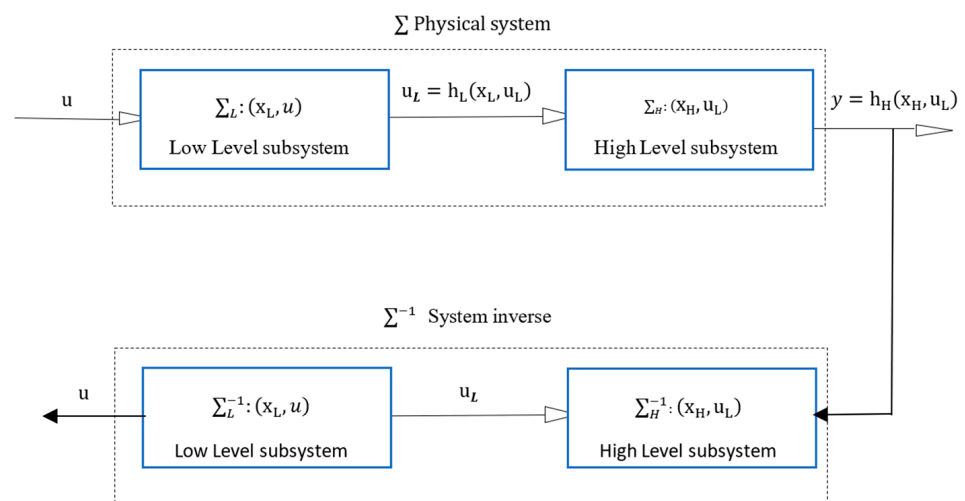 ∑ Physical system
u
∑L: (xL, u)
Low Level subsystem
uL = hL(xL, uL)
∑H: (xH, uL)
High Level subsystem
y = hH(xH, uL)
∑⁻¹ System inverse
u
∑L⁻¹: (xL, u)
Low Level subsystem
uL
∑H⁻¹: (xH, uL)
High Level subsystem